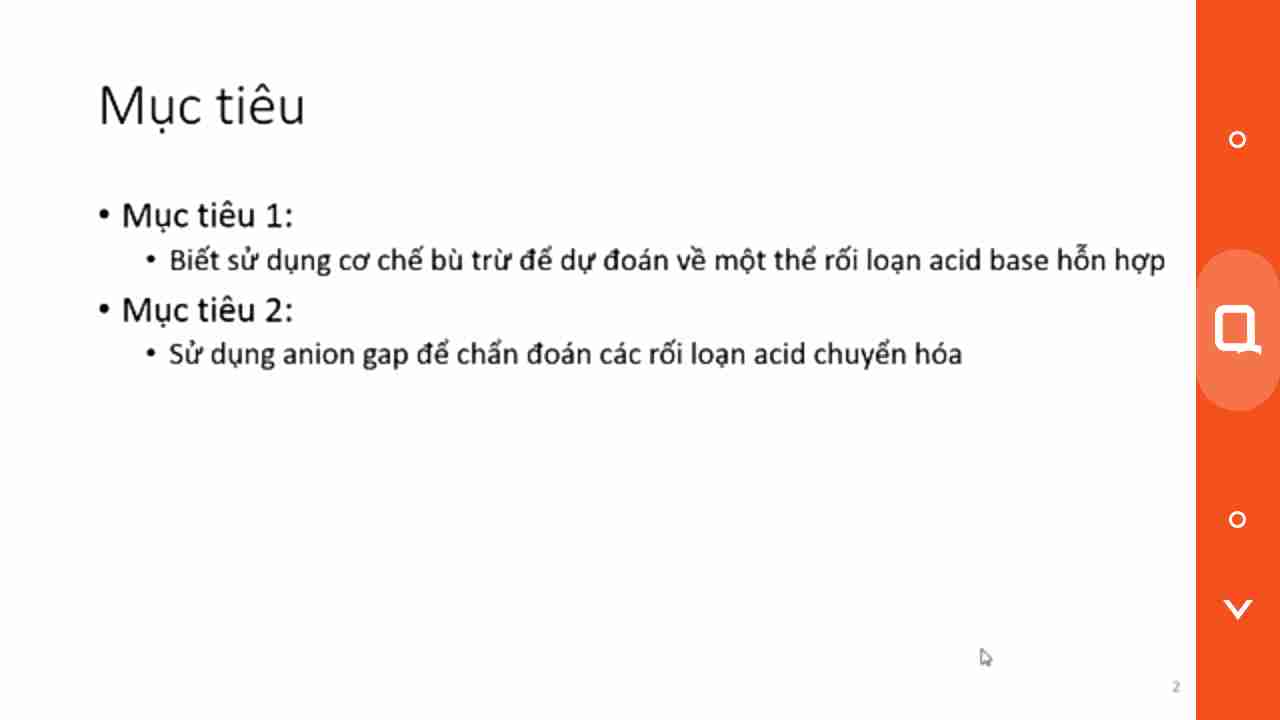 Mục tiêu
• Mục tiêu 1:
• Biết sử dụng cơ chế bù trừ để dự đoán về một thể rối loạn acid base hỗn hợp
• Mục tiêu 2:
• Sử dụng anion gap để chẩn đoán các rối loạn acid chuyển hóa
2